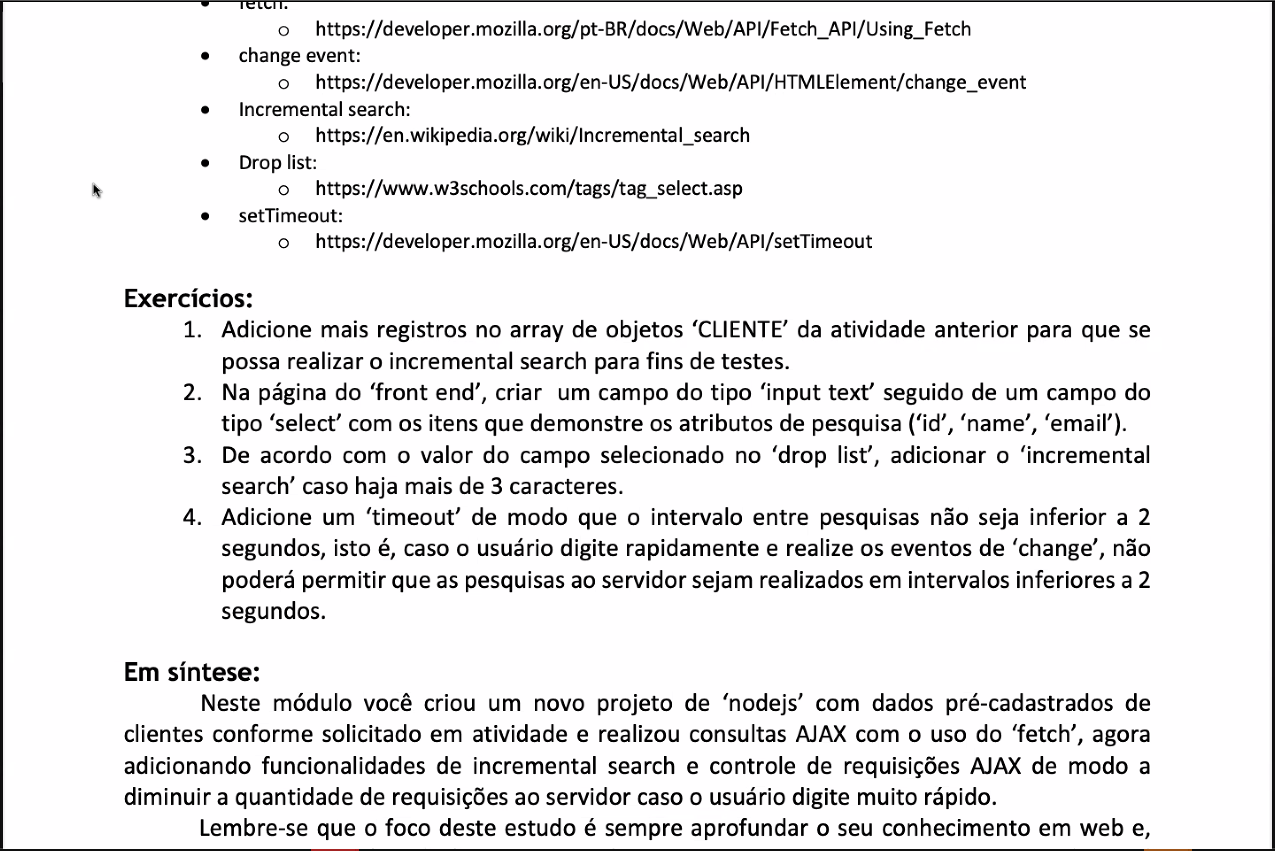 • fetch:
o https://developer.mozilla.org/pt-BR/docs/Web/API/Fetch_API/Using_Fetch
• change event:
o https://developer.mozilla.org/en-US/docs/Web/API/HTMLElement/change_event
• Incremental search:
o https://en.wikipedia.org/wiki/Incremental_search
• Drop list:
o https://www.w3schools.com/tags/tag_select.asp
• setTimeout:
o https://developer.mozilla.org/en-US/docs/Web/API/setTimeout
Exercícios:
1. Adicione mais registros no array de objetos ‘CLIENTE’ da atividade anterior para que se
possa realizar o incremental search para fins de testes.
2. Na página do ‘front end’, criar um campo do tipo ‘input text’ seguido de um campo do
tipo ‘select’ com os itens que demonstre os atributos de pesquisa (‘id’, ‘name’, ‘email’).
3. De acordo com o valor do campo selecionado no ‘drop list’, adicionar o ‘incremental
search’ caso haja mais de 3 caracteres.
4. Adicione um ‘timeout’ de modo que o intervalo entre pesquisas não seja inferior a 2
segundos, isto é, caso o usuário digite rapidamente e realize os eventos de ‘change’, não
poderá permitir que as pesquisas ao servidor sejam realizados em intervalos inferiores a 2
segundos.
Em síntese:
Neste módulo você criou um novo projeto de ‘nodejs’ com dados pré-cadastrados de
clientes conforme solicitado em atividade e realizou consultas AJAX com o uso do ‘fetch’, agora
adicionando funcionalidades de incremental search e controle de requisições AJAX de modo a
diminuir a quantidade de requisições ao servidor caso o usuário digite muito rápido.
Lembre-se que o foco deste estudo é sempre aprofundar o seu conhecimento em web e,